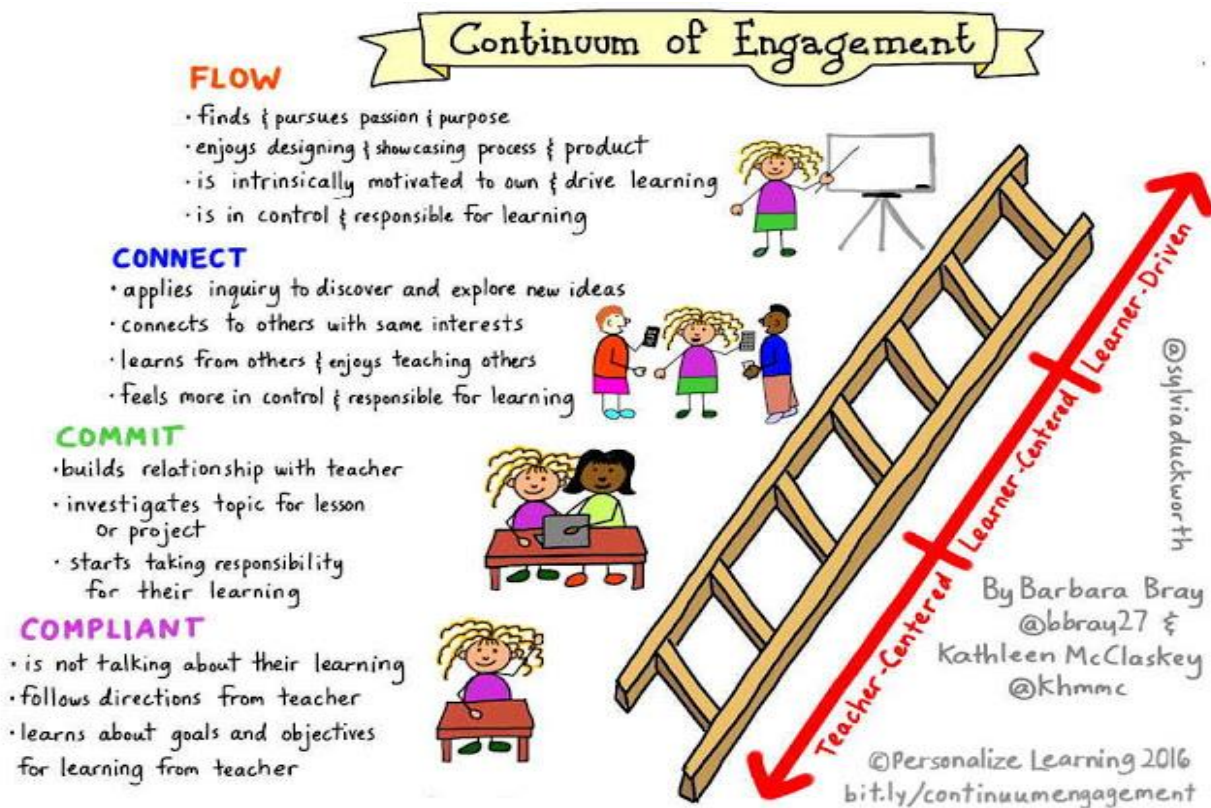 Continuum of Engagement
FLOW
· finds & pursues passion & purpose
· enjoys designing & showcasing process & product
· is intrinsically motivated to own & drive learning
· is in control & responsible for learning
CONNECT
· applies inquiry to discover and explore new ideas
· connects to others with same interests
· learns from others & enjoys teaching others
· feels more in control & responsible for learning
COMMIT
· builds relationship with teacher
· investigates topic for lesson
or project
· starts taking responsibility
for their learning
COMPLIANT
· is not talking about their learning
· follows directions from teacher
· learns about goals and objectives
for learning from teacher
Teacher-Centered
Learner-Centered
Learner-Driven
@sylviaduckworth
By Barbara Bray
@bbray27 &
Kathleen McClaskey
@Khmmc
©Personalize Learning 2016
bit.ly/continuumengagement